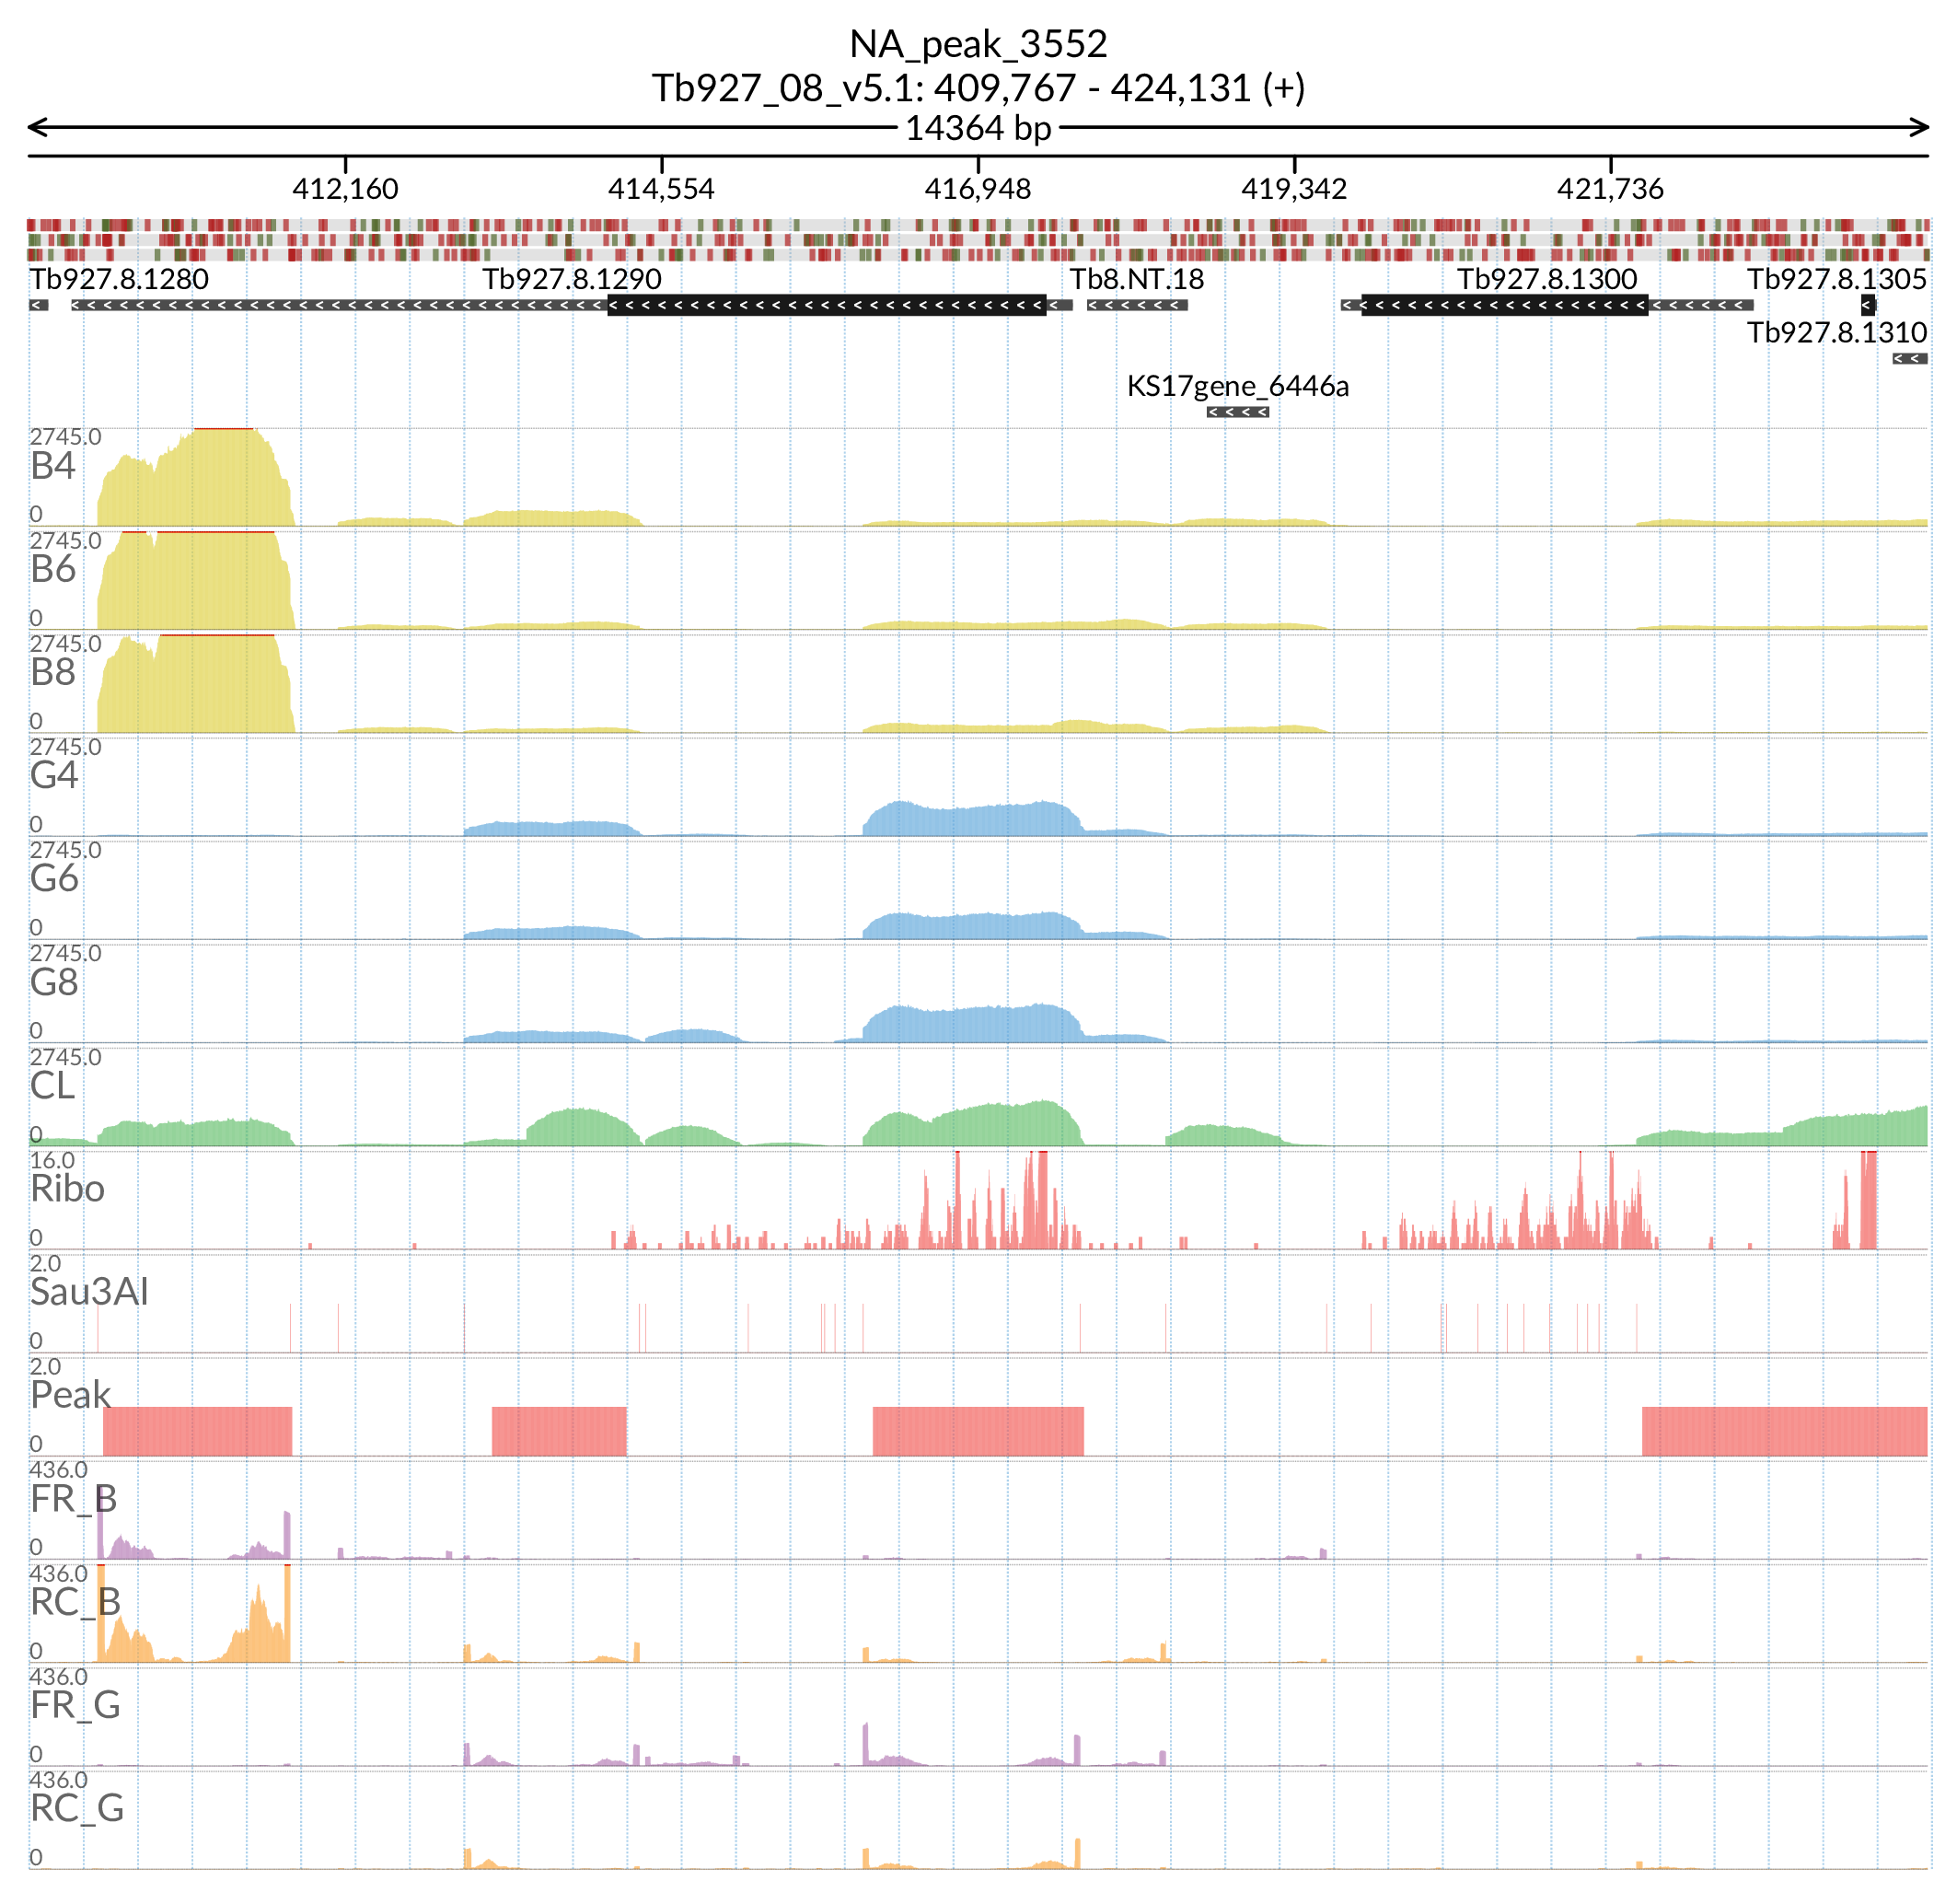 NA_peak_3552
Tb927_08_v5.1: 409,767 - 424,131 (+)
14364 bp
412,160 414,554 416,948 419,342 421,736
Tb927.8.1280 Tb927.8.1290 Tb8.NT.18 Tb927.8.1300 Tb927.8.1305
Tb927.8.1310
KS17gene_6446a
2745.0
B4
0
2745.0
B6
0
2745.0
B8
0
2745.0
G4
0
2745.0
G6
0
2745.0
G8
0
2745.0
CL
0
16.0
Ribo
0
2.0
Sau3AI
0
2.0
Peak
0
436.0
FR_B
0
436.0
RC_B
0
436.0
FR_G
0
436.0
RC_G
0